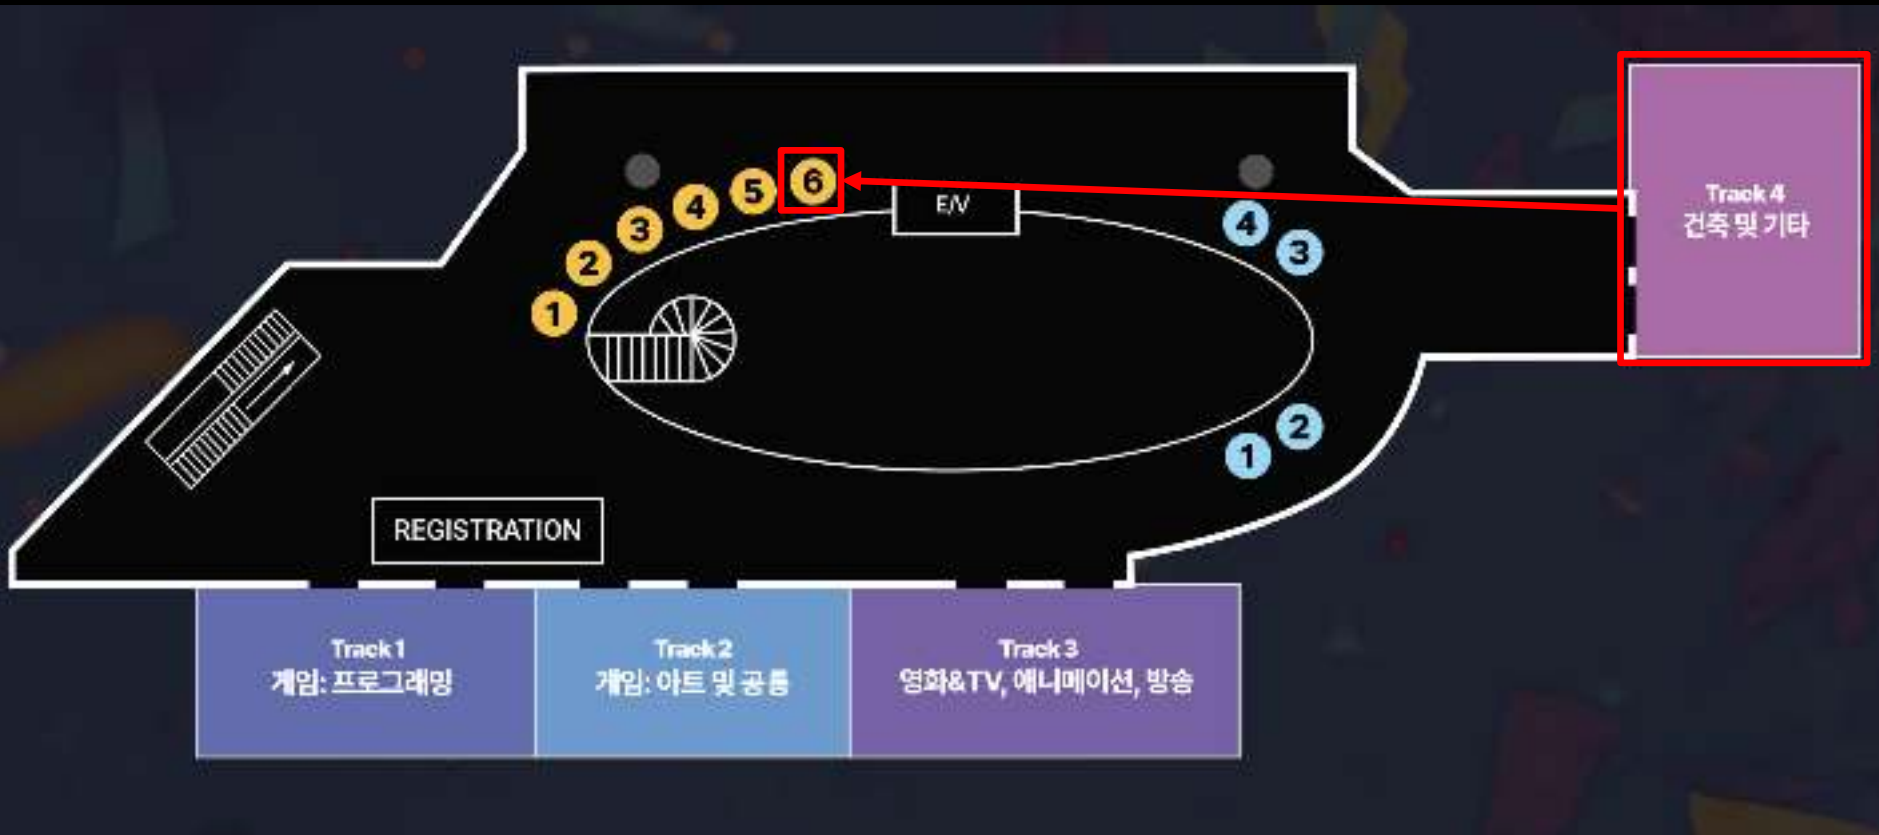 6
5
4
3
2
1
E/V
4
3
2
1
Track 4
건축 및 기타
REGISTRATION
Track 1
게임: 프로그래밍
Track 2
게임: 아트 및 공통
Track 3
영화&TV, 애니메이션, 방송